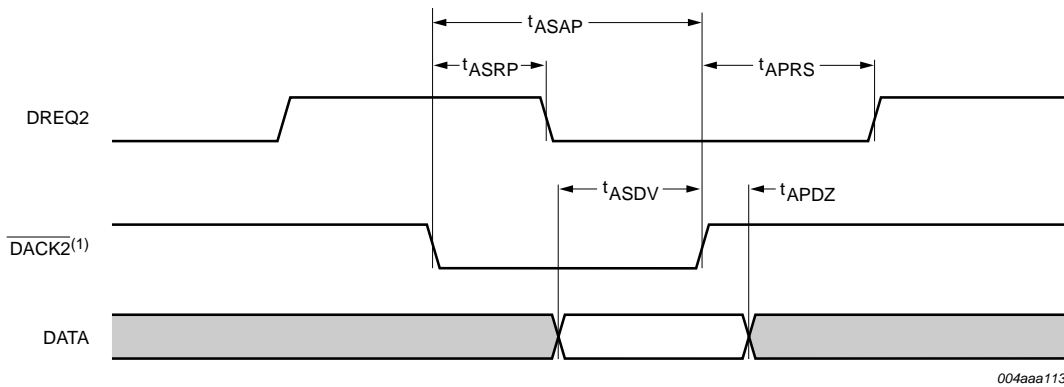 tASAP
tASRP
tAPRS
DREQ2
tASDV
tAPDZ
DACK2(1)
DATA
004aaa113